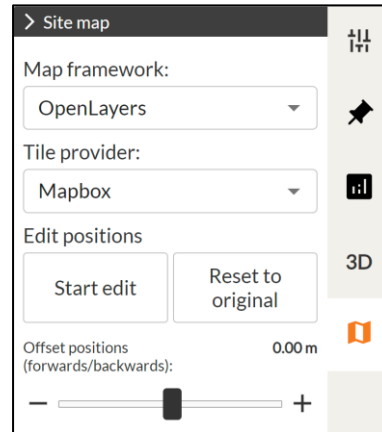 Site map
Map framework:
OpenLayers
Tile provider:
Mapbox
Edit positions
Start edit
Reset to
original
Offset positions
(forwards/backwards):
0.00 m
3D